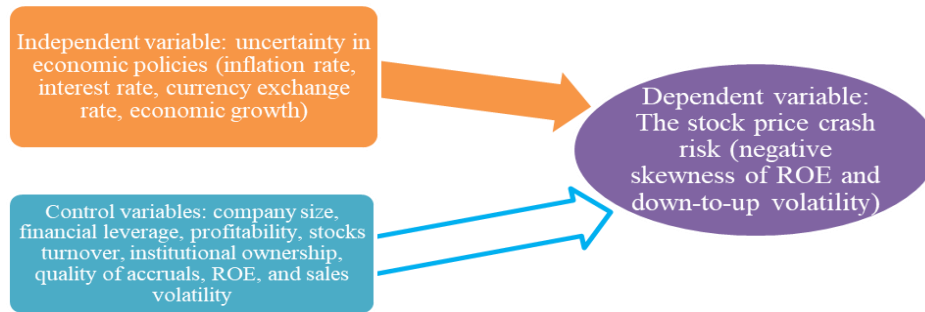 Independent variable: uncertainty in
economic policies (inflation rate,
interest rate, currency exchange
rate, economic growth)
Dependent variable:
The stock price crash
risk (negative
skewness of ROE and
down-to-up volatility)
Control variables: company size,
financial leverage, profitability, stocks
turnover, institutional ownership,
quality of accruals, ROE, and sales
volatility